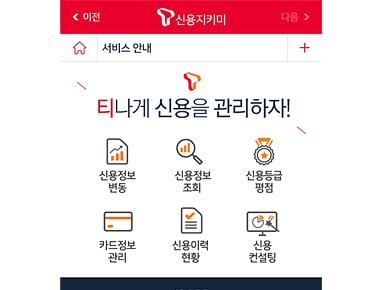 이전
신용지키미
다음
서비스 안내
티나게 신용을 관리하자!
신용정보
변동
신용정보
조회
신용등급
평점
카드정보
관리
신용이력
현황
신용
컨설팅